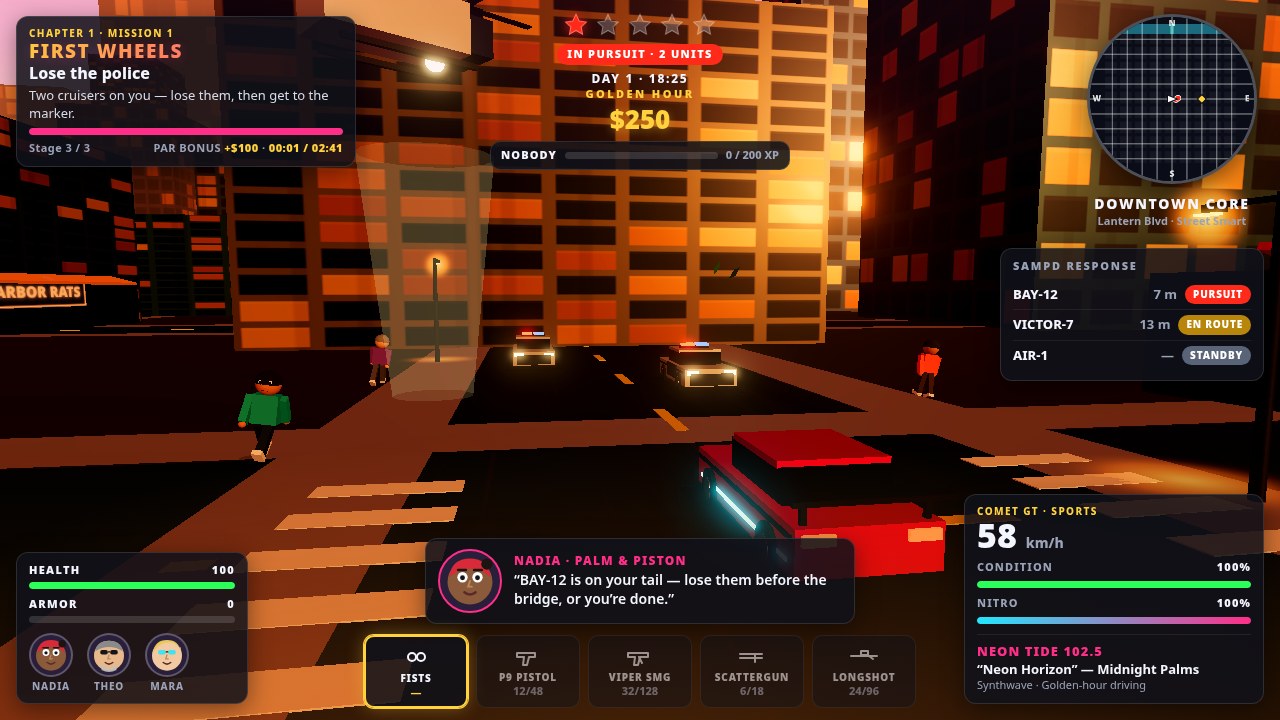 CHAPTER 1 · MISSION 1
FIRST WHEELS
Lose the police
Two cruisers on you — lose them, then get to the
marker.
Stage 3 / 3
PAR BONUS +$100 · 00:01 / 02:41
IN PURSUIT · 2 UNITS
DAY 1 · 18:25
GOLDEN HOUR
$250
NOBODY
0 / 200 XP
N
W
E
S
DOWNTOWN CORE
Lantern Blvd · Street Smart
SAMPD RESPONSE
BAY-12 7 m PURSUIT
VICTOR-7 13 m EN ROUTE
AIR-1 — STANDBY
ARBOR RATS
HEALTH 100
ARMOR 0
NADIA THEO MARA
NADIA · PALM & PISTON
“BAY-12 is on your tail — lose them before the
bridge, or you’re done.”
FISTS
—
P9 PISTOL
12/48
VIPER SMG
32/128
SCATTERGUN
6/18
LONGSHOT
24/96
COMET GT · SPORTS
58 km/h
CONDITION 100%
NITRO 100%
NEON TIDE 102.5
“Neon Horizon” — Midnight Palms
Synthwave · Golden-hour driving